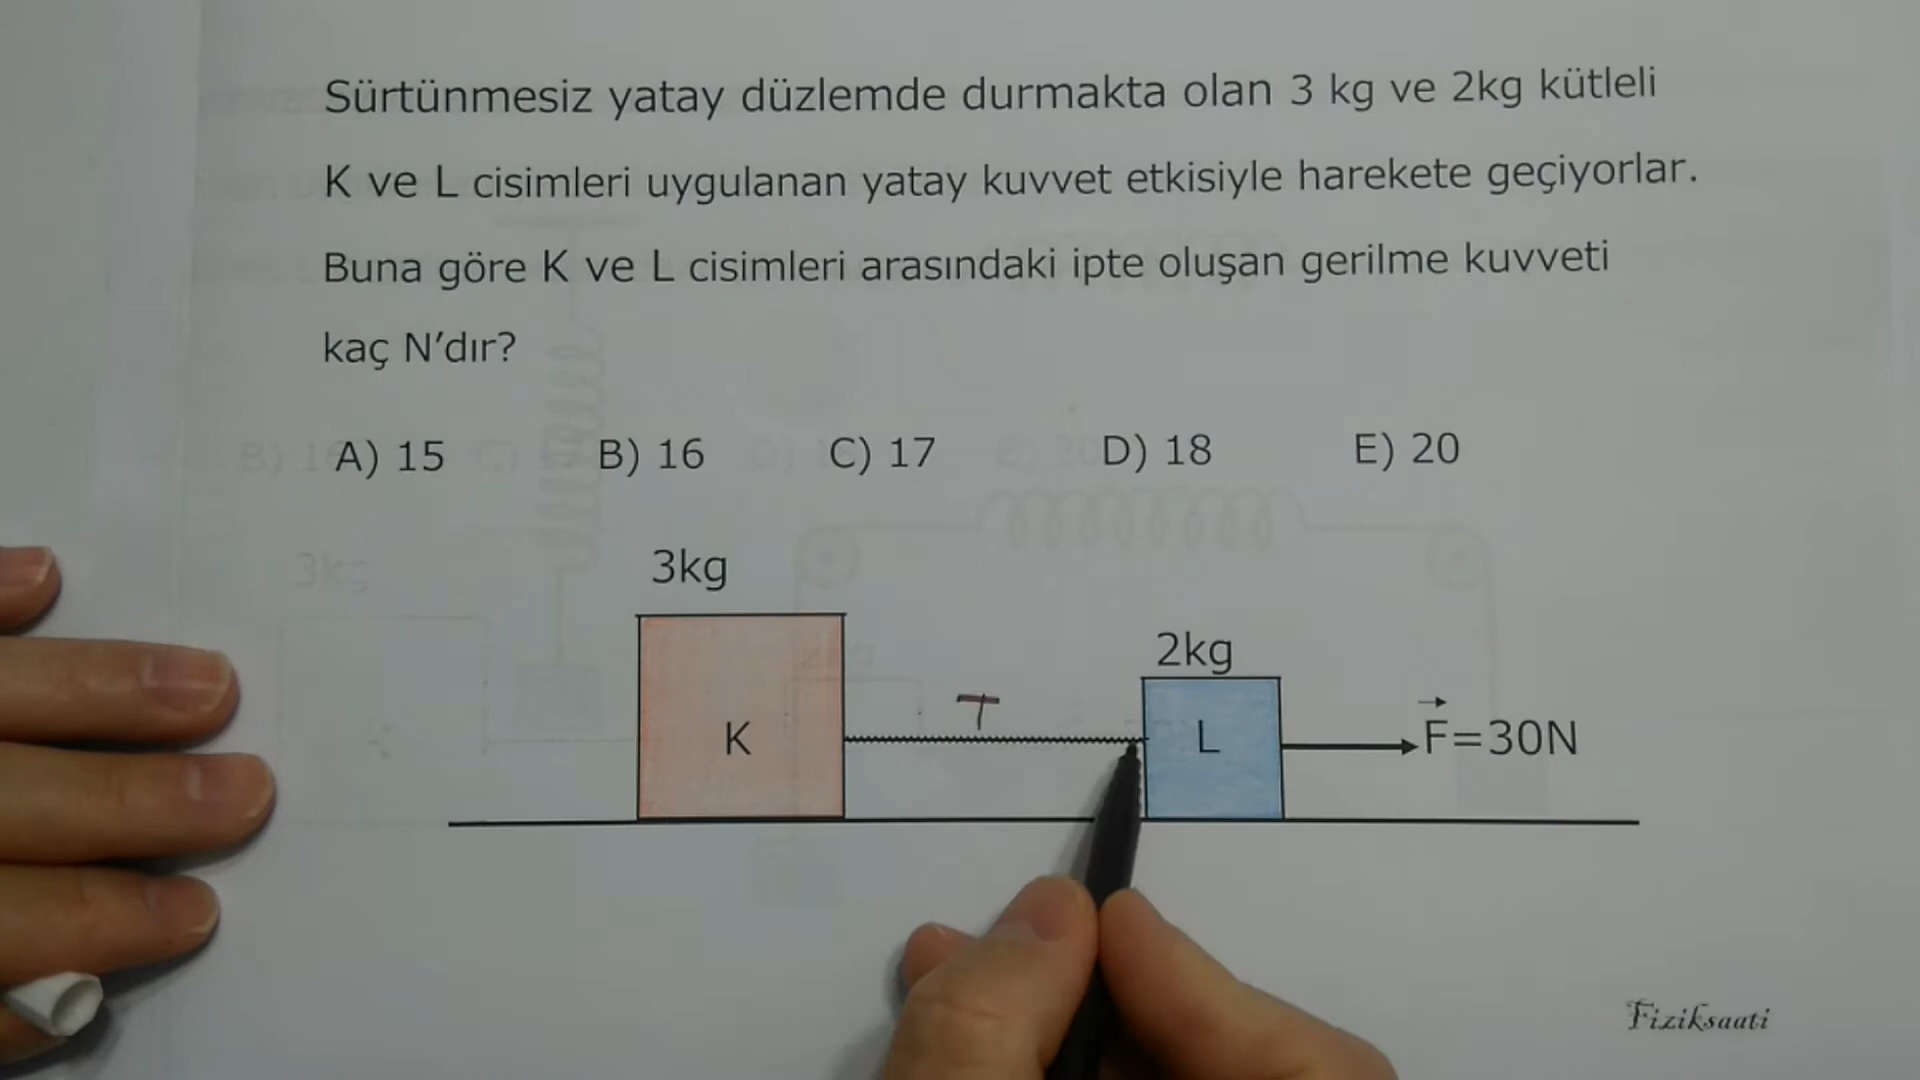 Sürtünmesiz yatay düzlemde durmakta olan 3 kg ve 2kg kütleli
K ve L cisimleri uygulanan yatay kuvvet etkisiyle harekete geçiyorlar.
Buna göre K ve L cisimleri arasındaki ipte oluşan gerilme kuvveti
kaç N’dır?
A) 15 B) 16 C) 17 D) 18 E) 20
3kg
2kg
T
K
L
F=30N
Fiziksaati